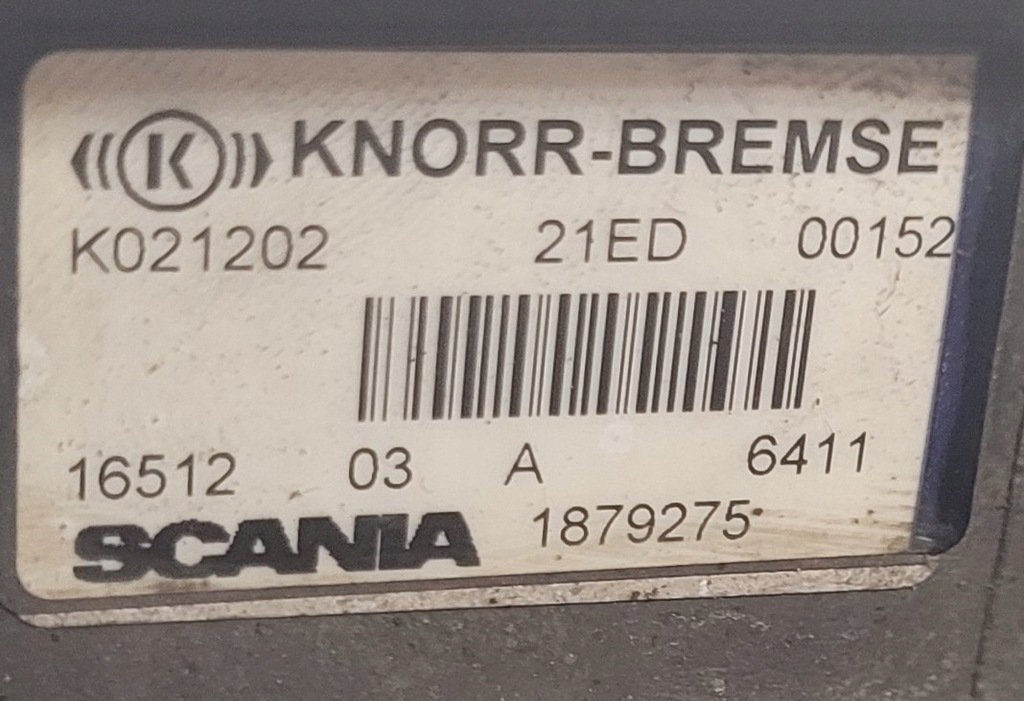 K KNORR-BREMSE
K021202 21ED 00152
16512 03 A 6411
SCANIA 1879275